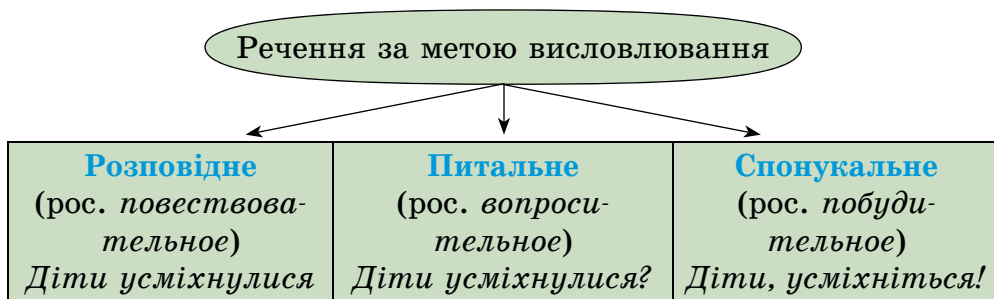 Речення за метою висловлювання
Розповідне
(рос. повествова-
тельное)
Діти усміхнулися
Питальне
(рос. вопроси-
тельное)
Діти усміхнулися?
Спонукальне
(рос. побуди-
тельное)
Діти, усміхніться!